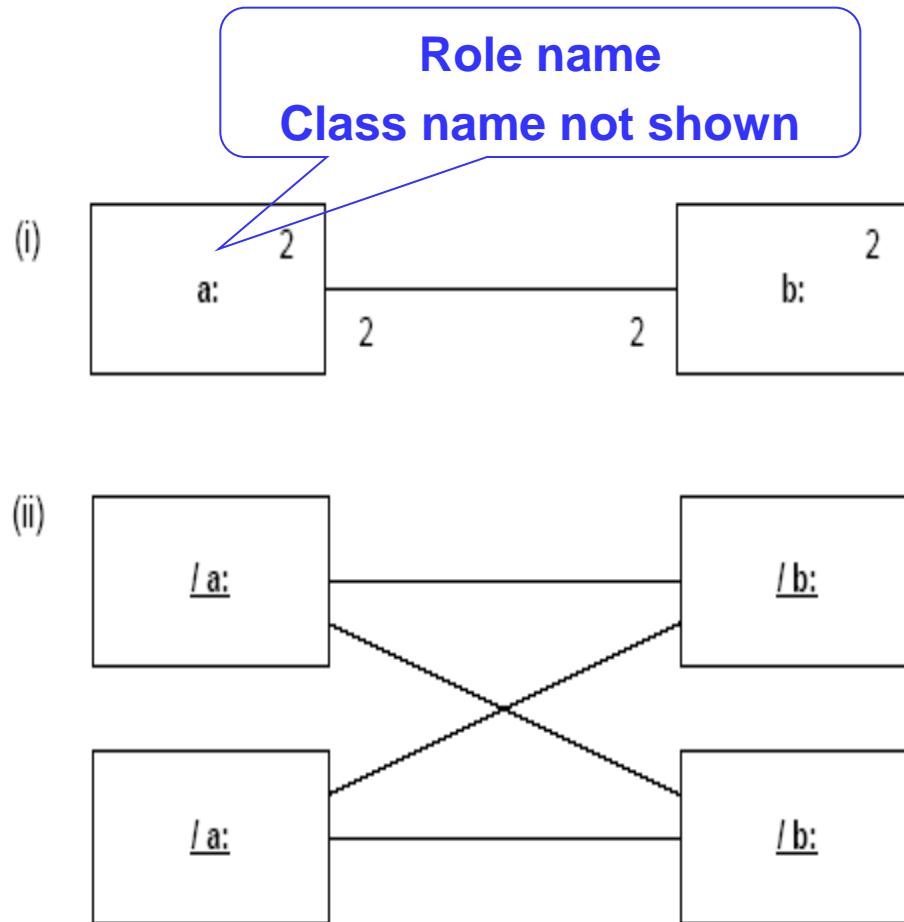 Role name
Class name not shown
(i)
2
2
a:
b:
2
2
(ii)
/ a:
/ b:
/ a:
/ b: